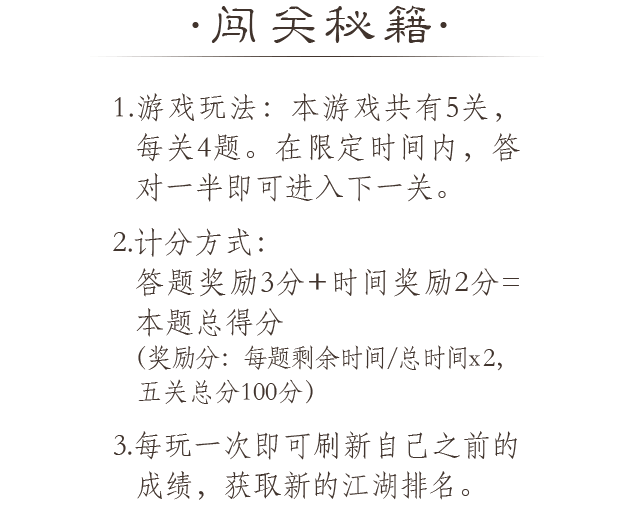 ·闯关秘籍·
1.游戏玩法：本游戏共有5关，
每关4题。在限定时间内，答
对一半即可进入下一关。
2.计分方式：
答题奖励3分+时间奖励2分=
本题总得分
(奖励分：每题剩余时间/总时间x2,
五关总分100分)
3.每玩一次即可刷新自己之前的
成绩，获取新的江湖排名。